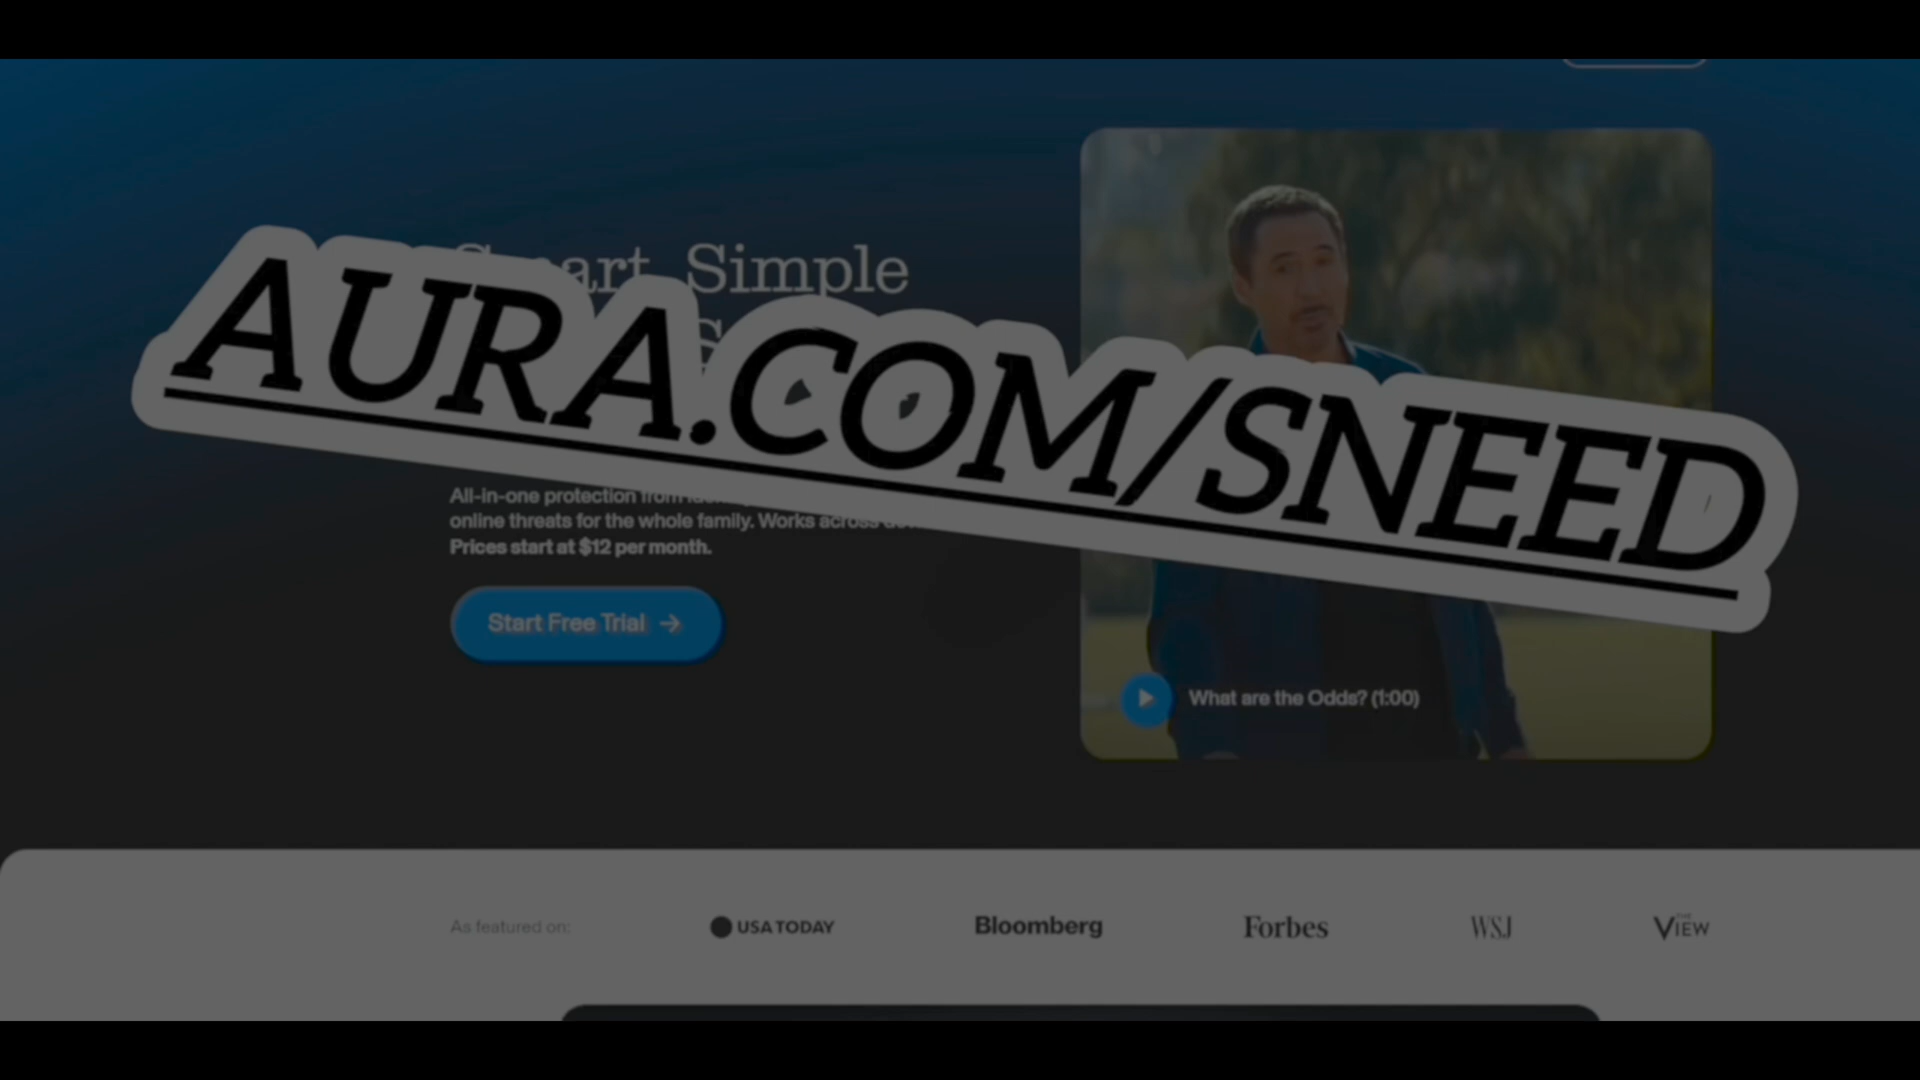 Simple
AURA.COM/SNEED
All-in-one protection from
online threats for the whole family. Works across
Prices start at $12 per month.
Start Free Trial →
What are the Odds? (1:00)
As featured on:
USA TODAY
Bloomberg
Forbes
WSJ
THE VIEW